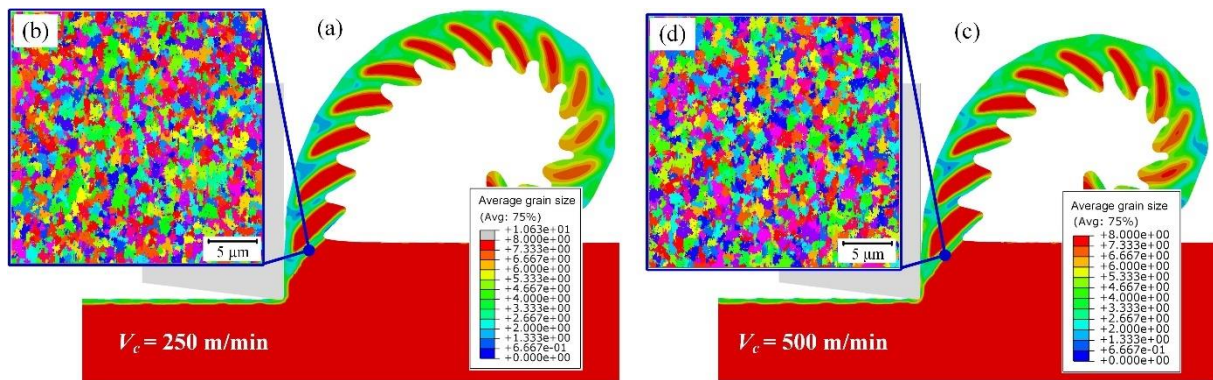 (b)
(a)
5 μm
Average grain size
(Avg: 75%)
+1.063e+01
+8.000e+00
+7.333e+00
+6.667e+00
+6.000e+00
+5.333e+00
+4.667e+00
+4.000e+00
+3.333e+00
+2.667e+00
+2.000e+00
+1.333e+00
+6.667e-01
+0.000e+00
Vc = 250 m/min
(d)
(c)
5 μm
Average grain size
(Avg: 75%)
+8.000e+00
+7.333e+00
+6.667e+00
+6.000e+00
+5.333e+00
+4.667e+00
+4.000e+00
+3.333e+00
+2.667e+00
+2.000e+00
+1.333e+00
+6.667e-01
+0.000e+00
Vc = 500 m/min